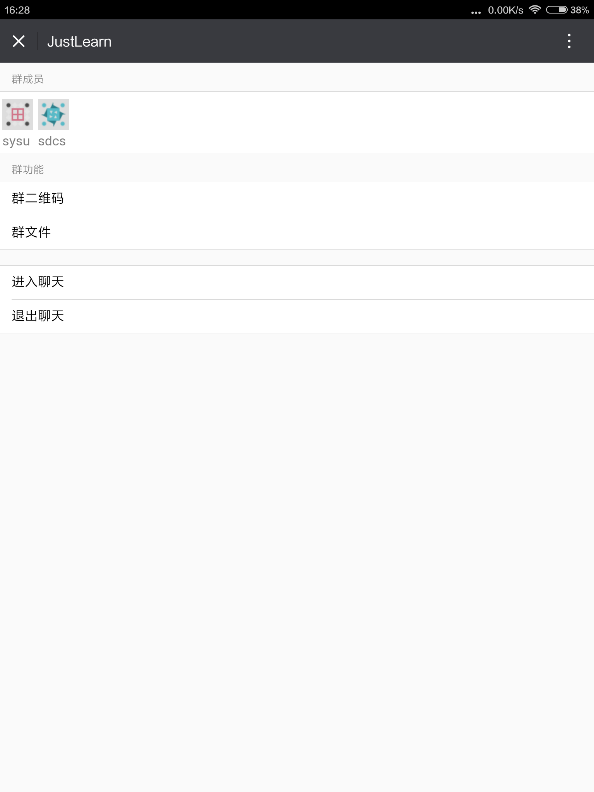 16:28 ... 0.00K/s 38%
JustLearn
群成员
sysu sdcs
群功能
群二维码
群文件
进入聊天
退出聊天